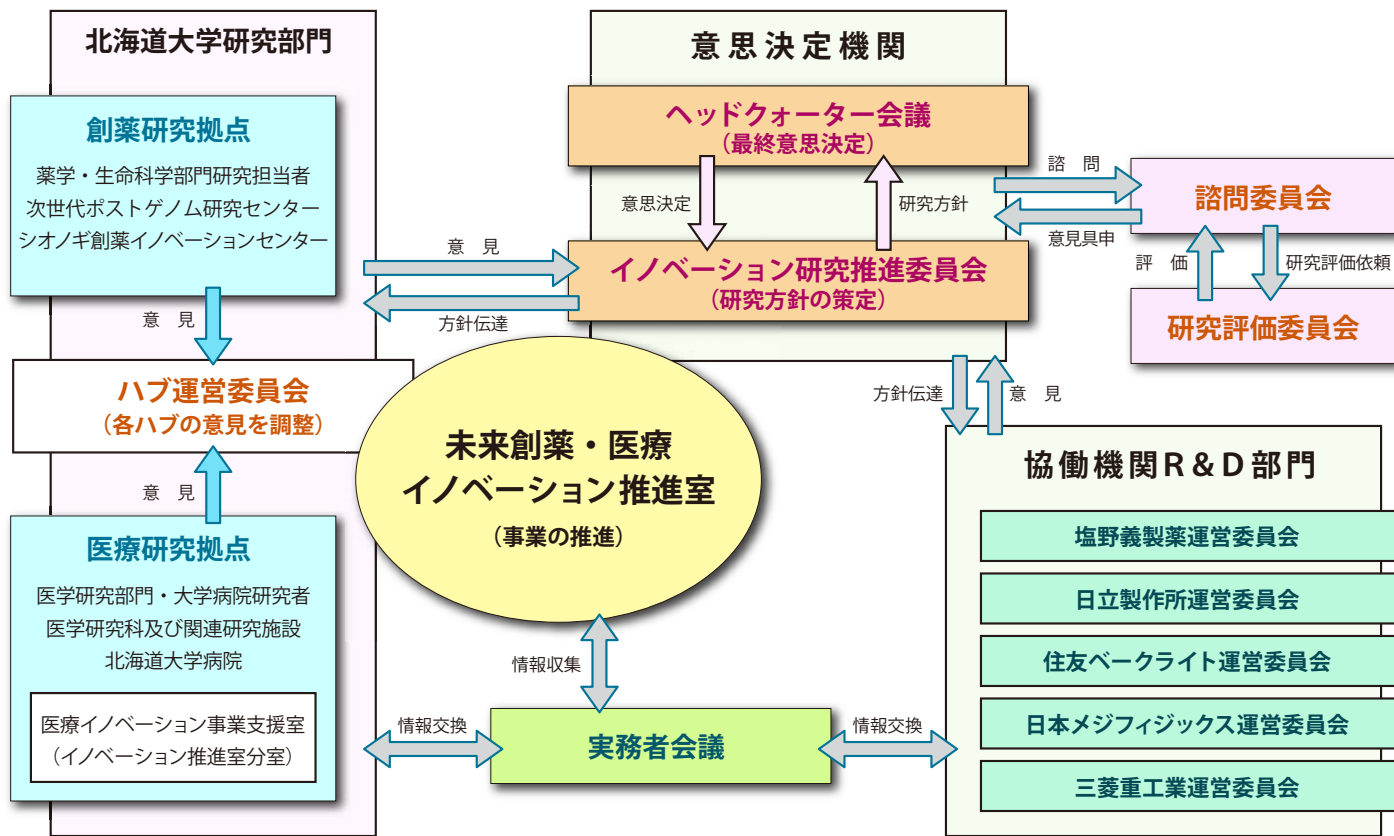 北海道大学研究部門
創薬研究拠点
薬学・生命科学部門研究担当者
次世代ポストゲノム研究センター
シオノギ創薬イノベーションセンター
意　見
ハブ運営委員会
（各ハブの意見を調整）
意　見
医療研究拠点
医学研究部門・大学病院研究者
医学研究科及び関連研究施設
北海道大学病院
医療イノベーション事業支援室
（イノベーション推進室分室）
意思決定機関
ヘッドクォーター会議
（最終意思決定）
意思決定
研究方針
イノベーション研究推進委員会
（研究方針の策定）
意　見
方針伝達
諮　問
意見具申
諮問委員会
評　価
研究評価依頼
研究評価委員会
未来創薬・医療
イノベーション推進室
（事業の推進）
方針伝達
意　見
情報収集
情報交換
実務者会議
情報交換
協働機関R＆D部門
塩野義製薬運営委員会
日立製作所運営委員会
住友ベークライト運営委員会
日本メジフィジックス運営委員会
三菱重工業運営委員会